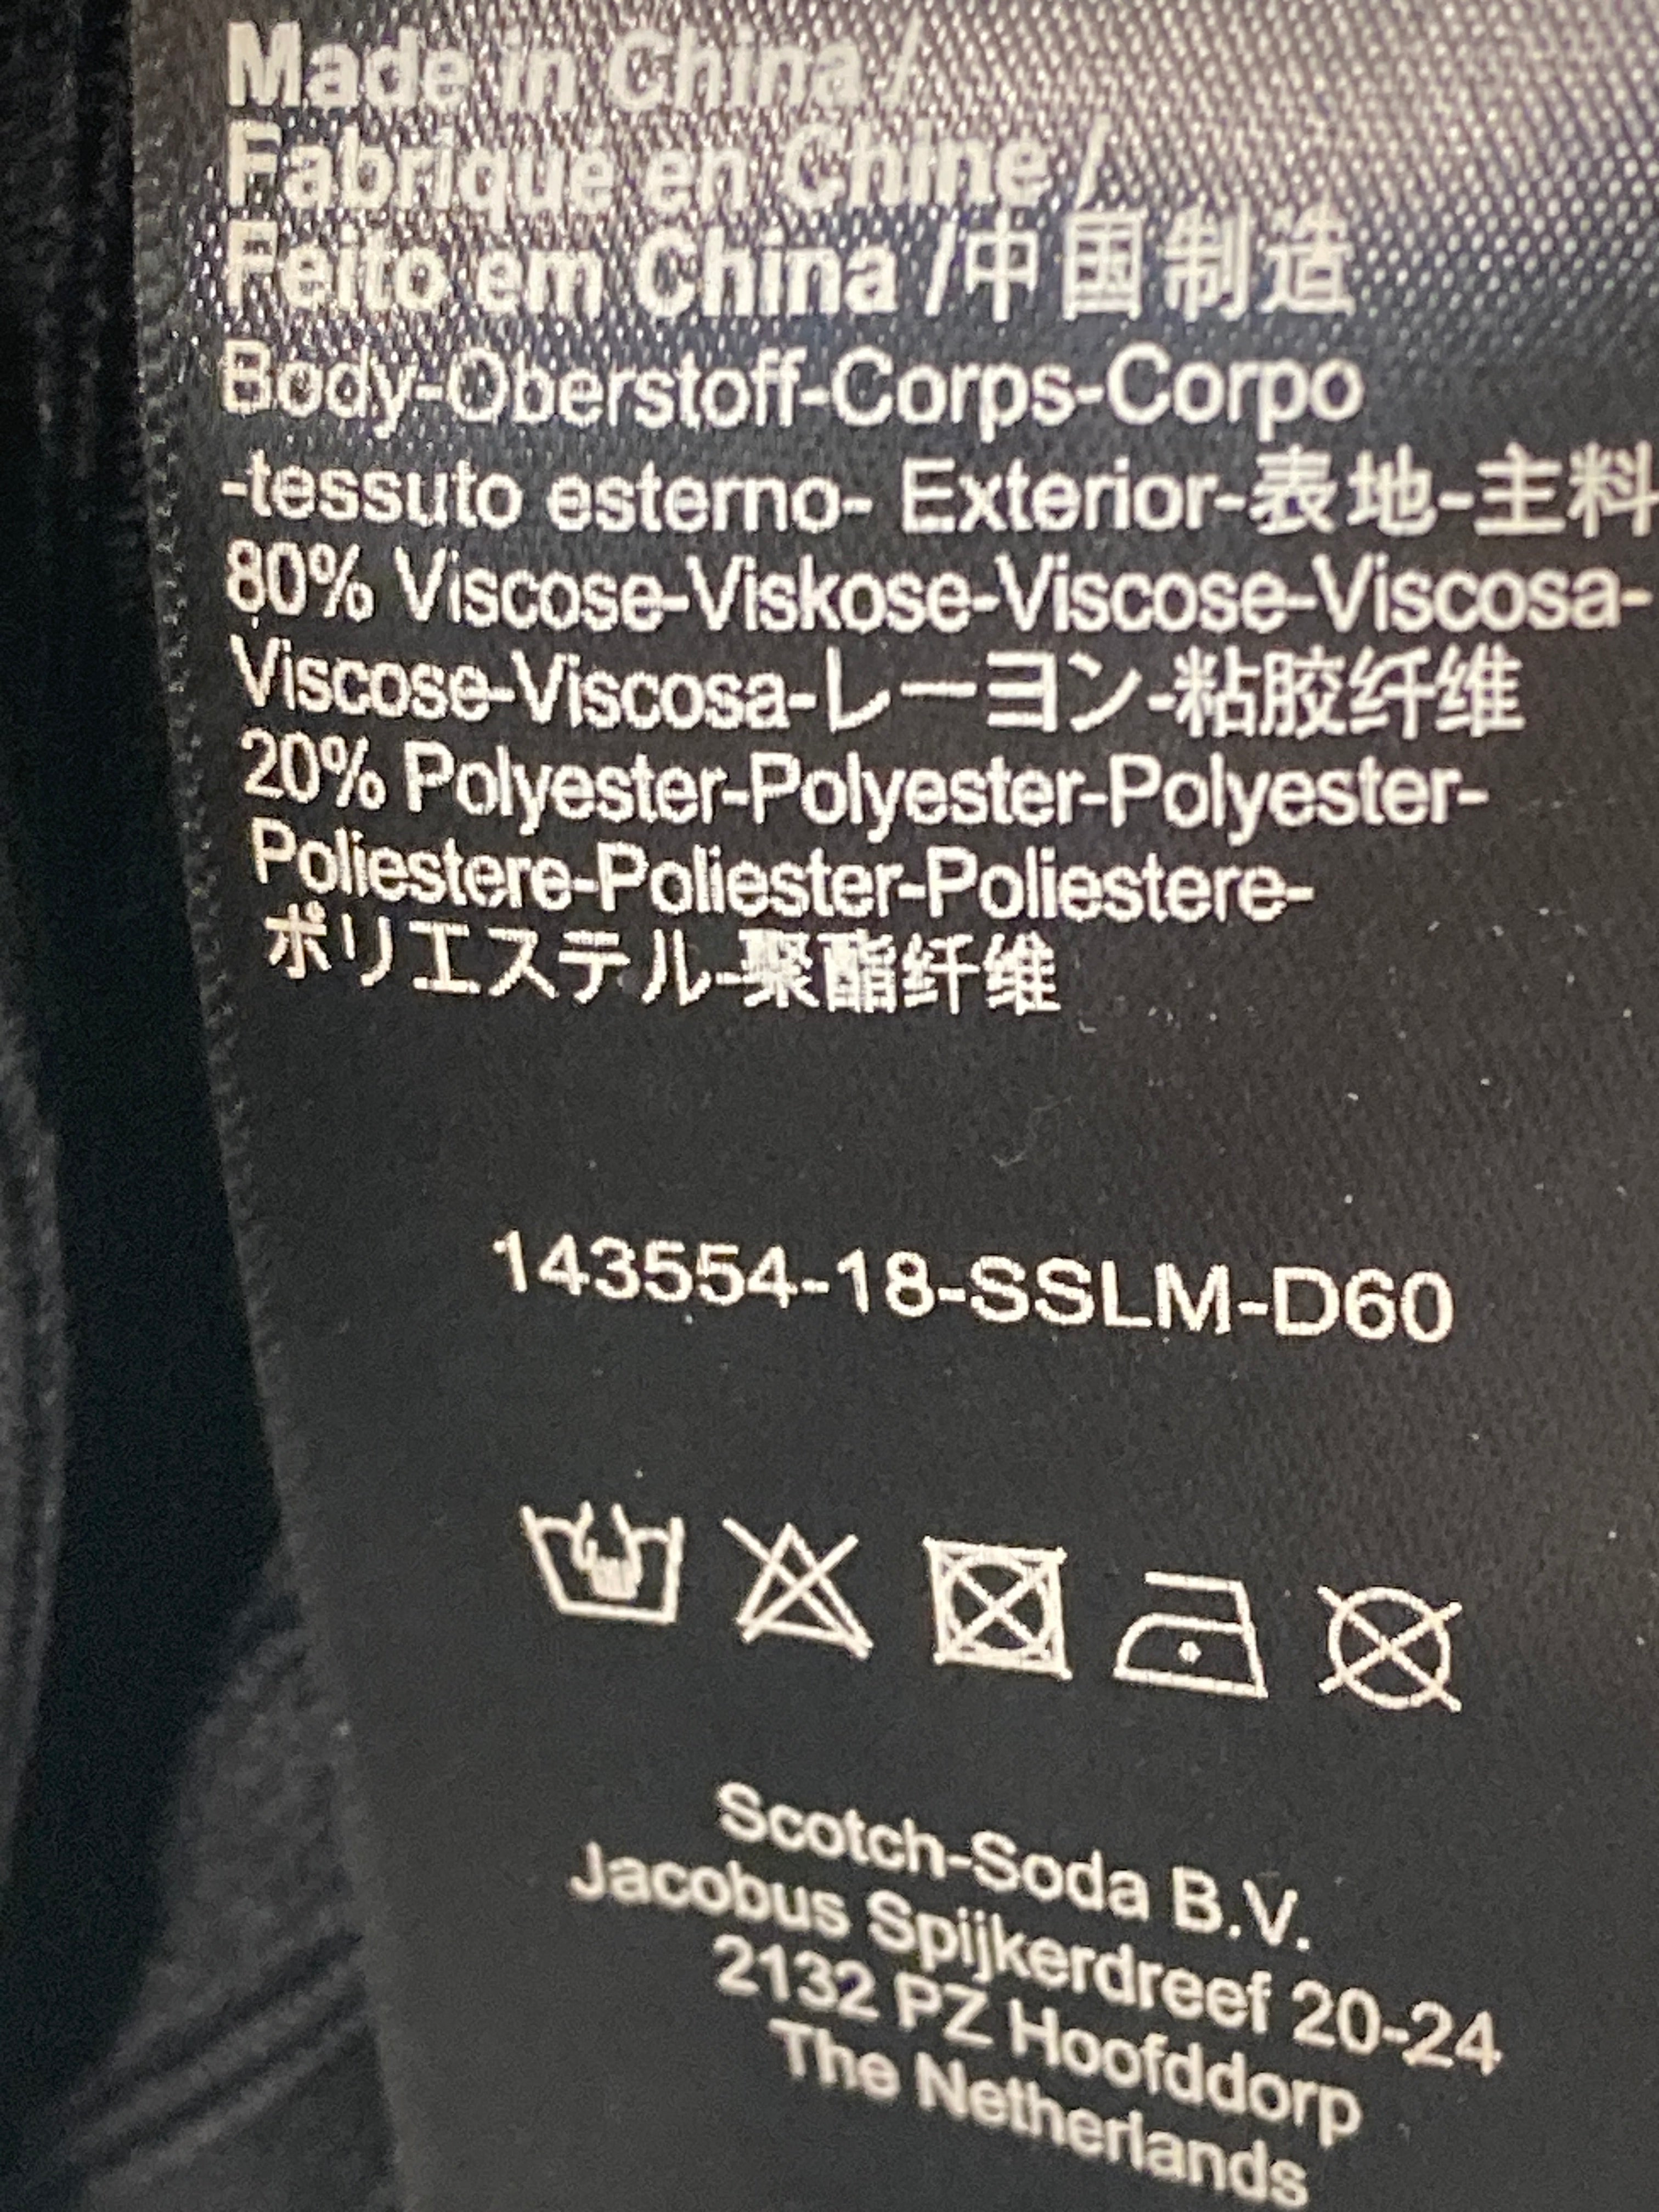 Made in China /
Fabriqué en Chine /
Feito em China /中国制造
Body-Oberstoff-Corps-Corpo
-tessuto esterno- Exterior-表地-主料
80% Viscose-Viskose-Viscose-Viscosa-
Viscose-Viscosa-レーヨン-粘胶纤维
20% Polyester-Polyester-Polyester-
Poliestere-Poliester-Poliestere-
ポリエステル-聚酯纤维
143554-18-SSLM-D60
Scotch-Soda B.V.
Jacobus Spijkerdreef 20-24
2132 PZ Hoofddorp
The Netherlands